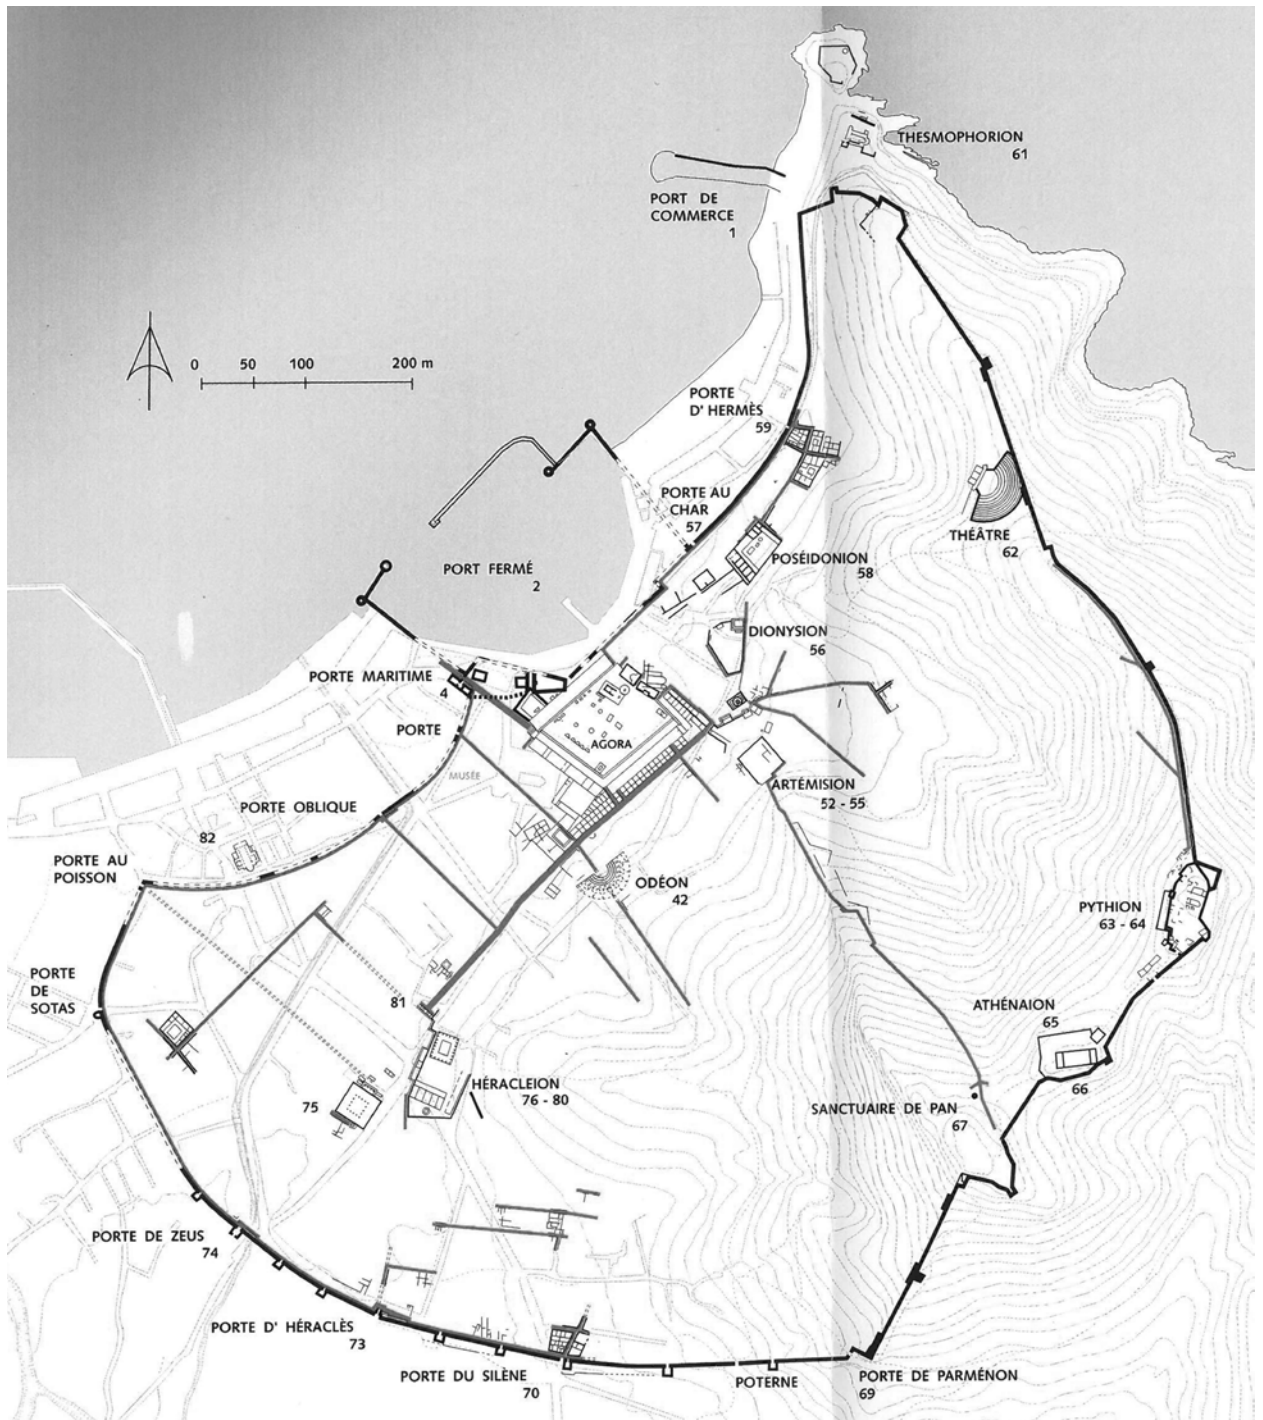 THESMOPHORION
61
PORT DE
COMMERCE
1
0 50 100 200 m
PORTE
D' HERMÈS
59
PORTE AU
CHAR
57
THÉÂTRE
62
PORT FERMÉ
2
POSÉIDONION
58
DIONYSION
56
PORTE MARITIME
4
PORTE
AGORA
MUSÉE
ARTÉMISION
52 - 55
PORTE OBLIQUE
82
PORTE AU
POISSON
ODÉON
42
PYTHION
63 - 64
PORTE
DE
SOTAS
81
ATHÉNAION
65
66
HÉRACLEION
76 - 80
75
SANCTUAIRE DE PAN
67
PORTE DE ZEUS
74
PORTE D' HÉRACLÈS
73
PORTE DU SILÈNE
70
POTERNE
PORTE DE PARMÉNON
69